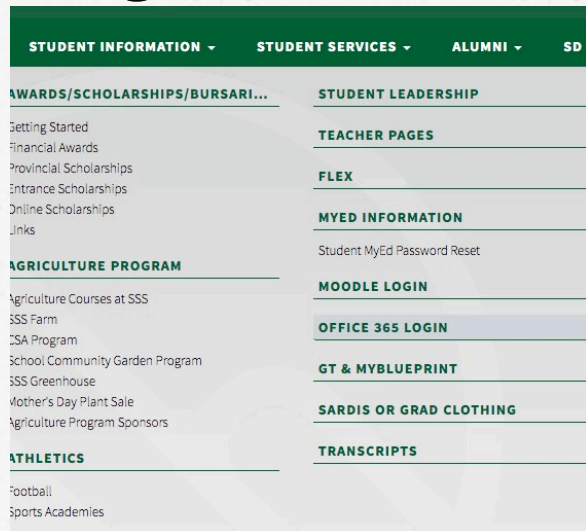 STUDENT INFORMATION STUDENT SERVICES ALUMNI SD
AWARDS/SCHOLARSHIPS/BURSARI...
Getting Started
Financial Awards
Provincial Scholarships
Entrance Scholarships
Online Scholarships
Links
AGRICULTURE PROGRAM
Agriculture Courses at SSS
SSS Farm
CSA Program
School Community Garden Program
SSS Greenhouse
Mother's Day Plant Sale
Agriculture Program Sponsors
ATHLETICS
Football
Sports Academies
STUDENT LEADERSHIP
TEACHER PAGES
FLEX
MYED INFORMATION
Student MyEd Password Reset
MOODLE LOGIN
OFFICE 365 LOGIN
GT & MYBLUEPRINT
SARDIS OR GRAD CLOTHING
TRANSCRIPTS